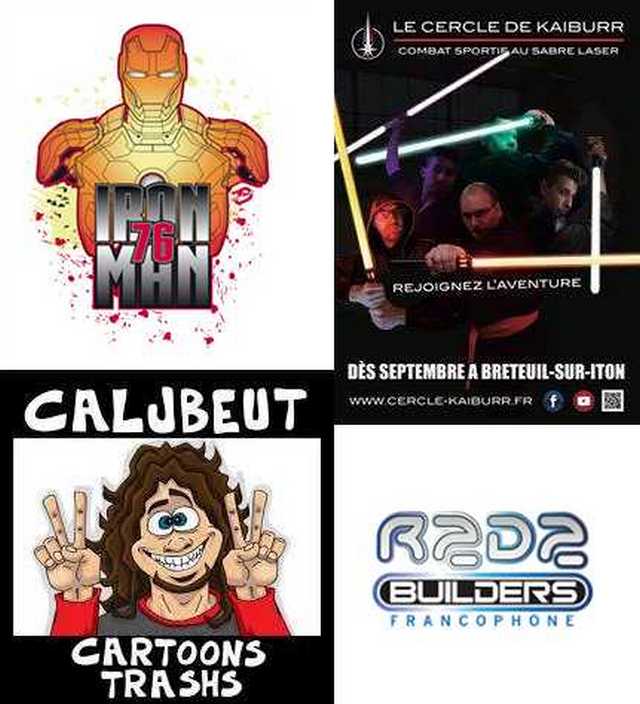 IRON
76
MAN
LE CERCLE DE KAIBURR
COMBAT SPORTIF AU SABRE LASER
REJOIGNEZ L'AVENTURE
DÈS SEPTEMBRE A BRETEUIL-SUR-ITON
WWW.CERCLE-KAIBURR.FR
CALJBEUT
CARTOONS
TRASHS
R2D2
BUILDERS
FRANCOPHONE